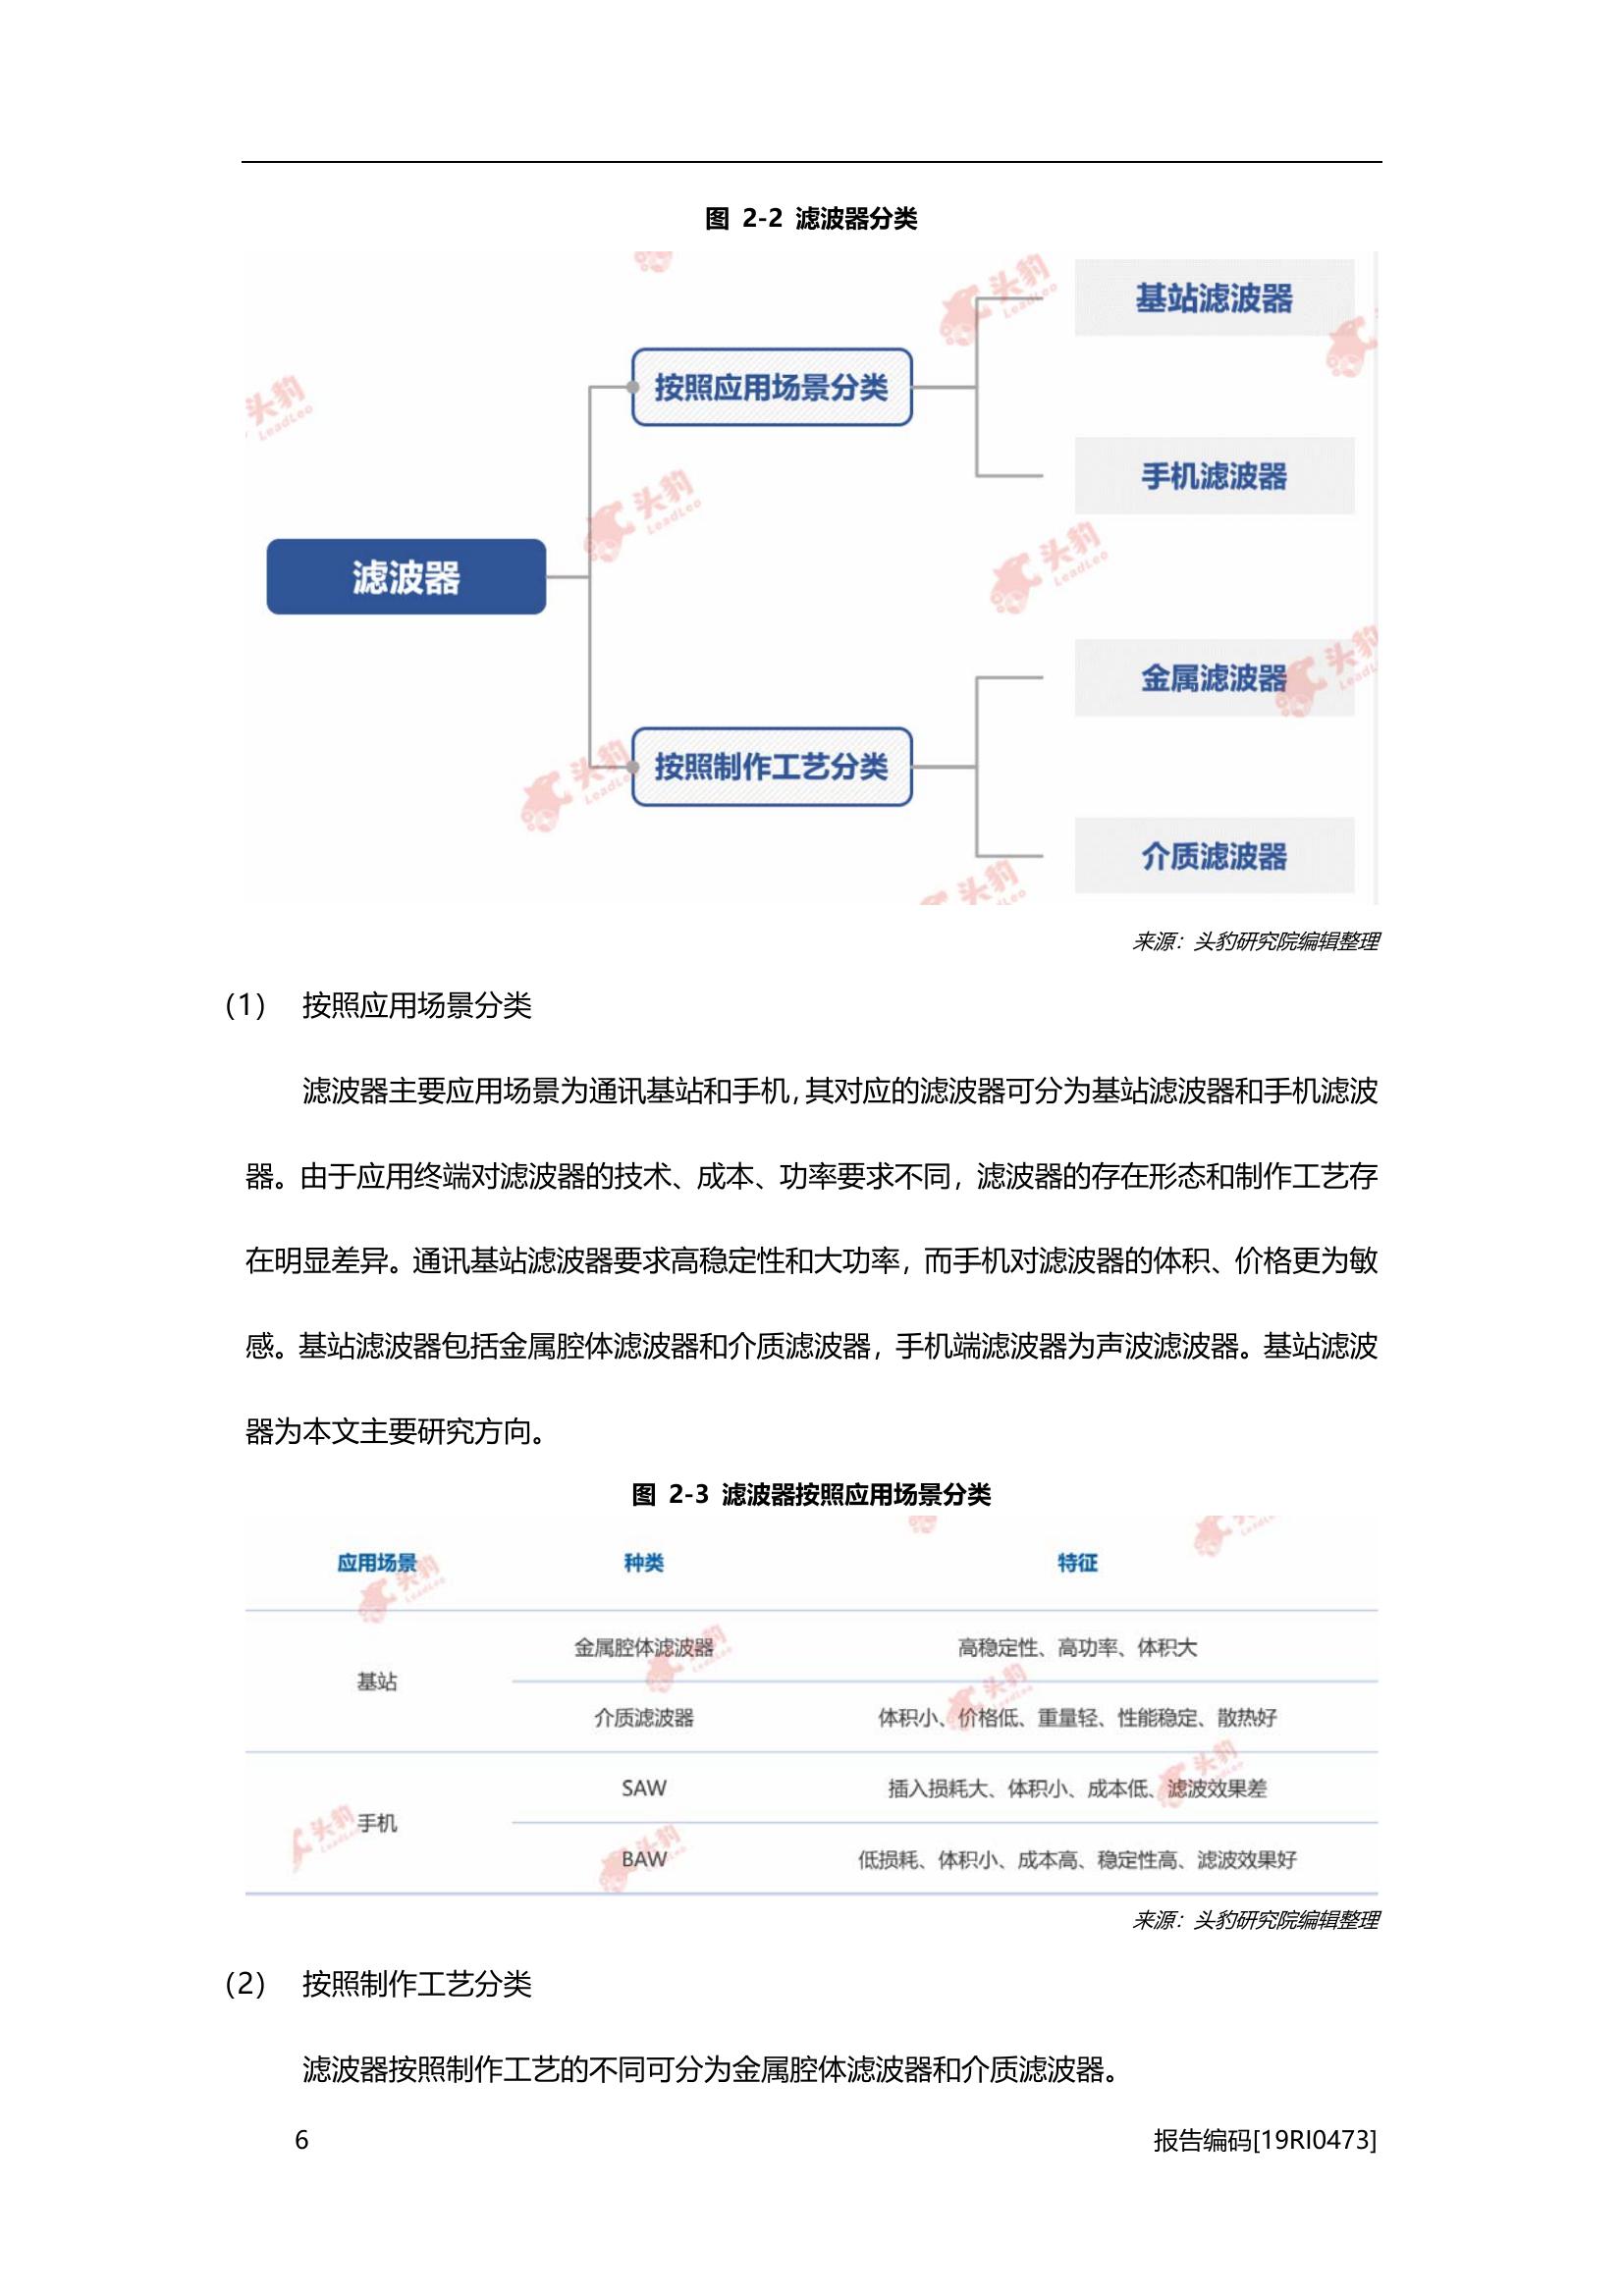 图 2-2 滤波器分类
基站滤波器
按照应用场景分类
手机滤波器
滤波器
金属滤波器
按照制作工艺分类
介质滤波器
头豹
LeadLeo
来源：头豹研究院编辑整理
（1） 按照应用场景分类
滤波器主要应用场景为通讯基站和手机，其对应的滤波器可分为基站滤波器和手机滤波
器。由于应用终端对滤波器的技术、成本、功率要求不同，滤波器的存在形态和制作工艺存
在明显差异。通讯基站滤波器要求高稳定性和大功率，而手机对滤波器的体积、价格更为敏
感。基站滤波器包括金属腔体滤波器和介质滤波器，手机端滤波器为声波滤波器。基站滤波
器为本文主要研究方向。
图 2-3 滤波器按照应用场景分类
应用场景 种类 特征
金属腔体滤波器 高稳定性、高功率、体积大
基站
介质滤波器 体积小、价格低、重量轻、性能稳定、散热好
SAW 插入损耗大、体积小、成本低、滤波效果差
手机
BAW 低损耗、体积小、成本高、稳定性高、滤波效果好
来源：头豹研究院编辑整理
（2） 按照制作工艺分类
滤波器按照制作工艺的不同可分为金属腔体滤波器和介质滤波器。
6 报告编码[19RI0473]